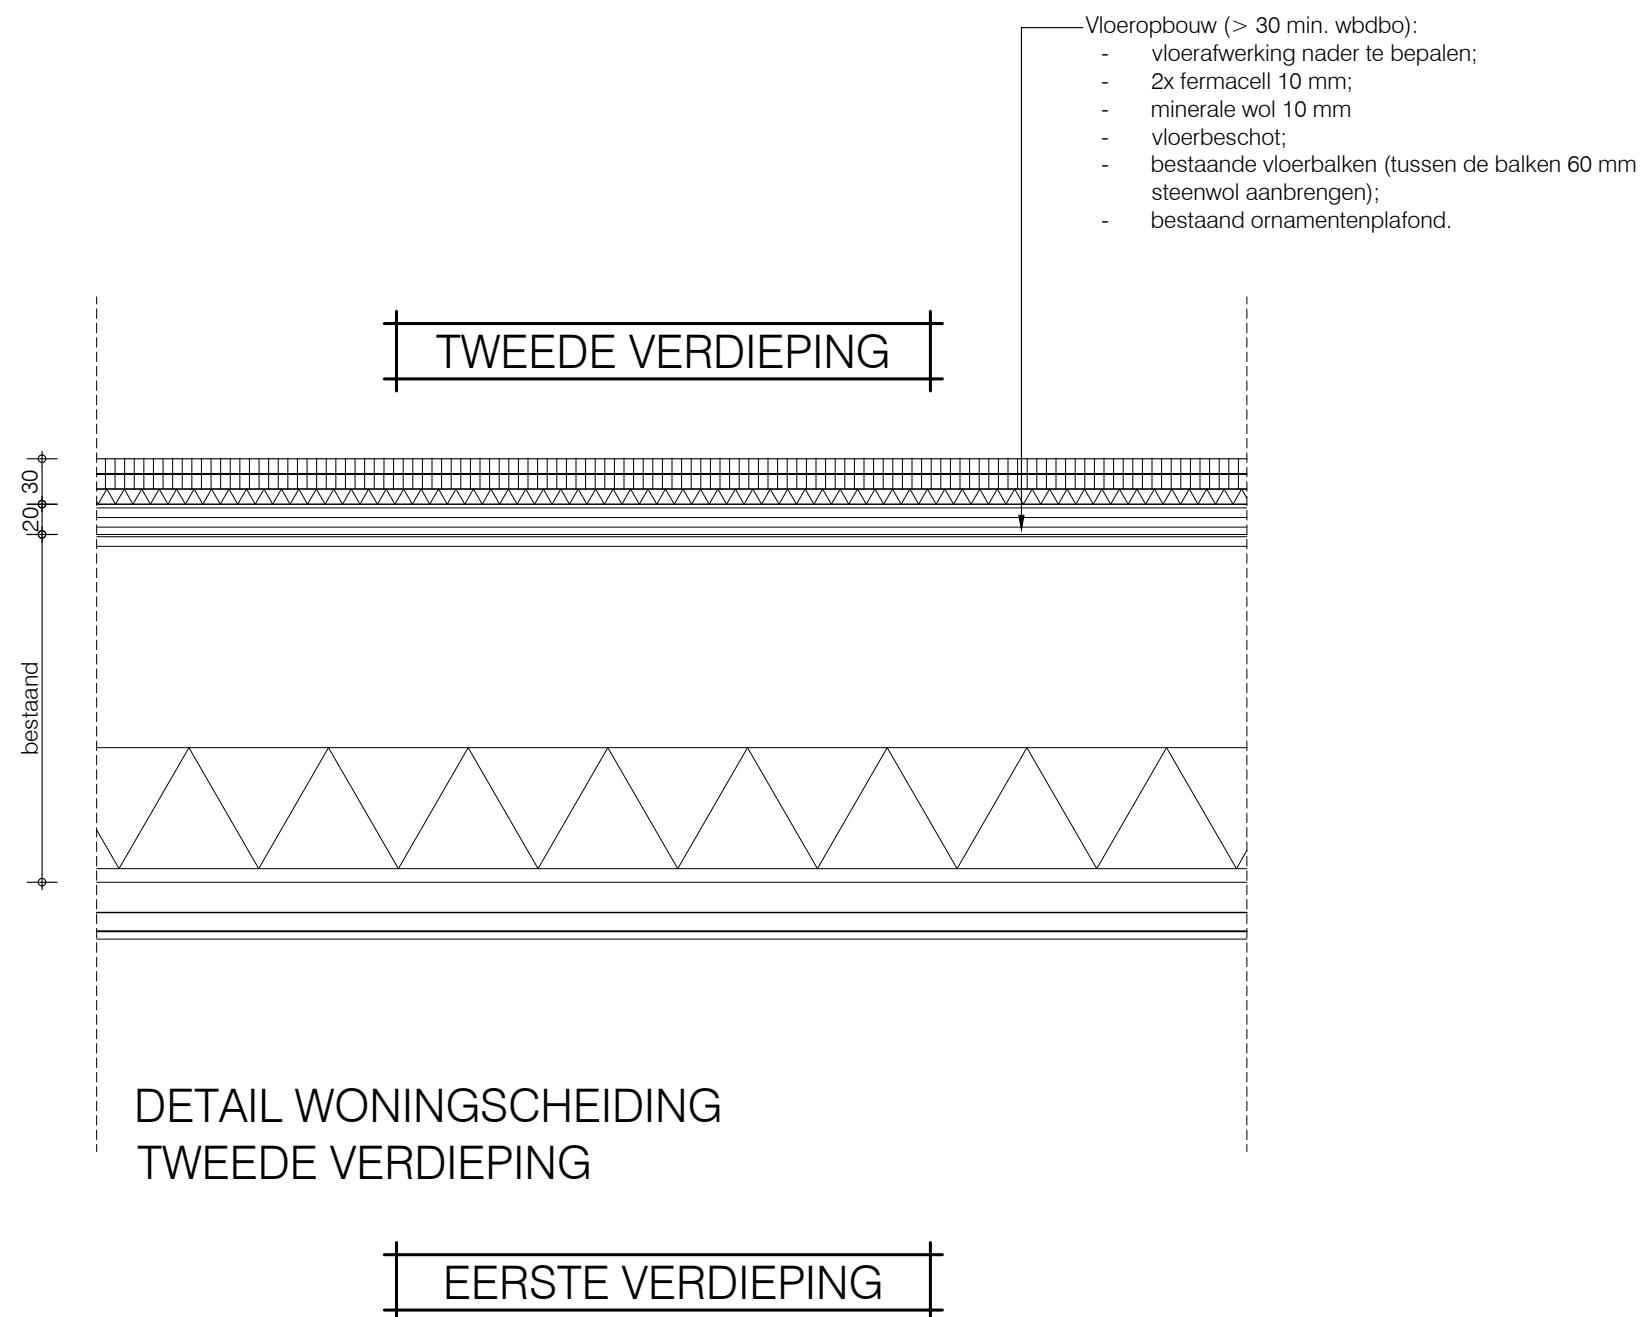 Vloeropbouw (> 30 min. wbdbo):
- vloerafwerking nader te bepalen;
- 2x fermacell 10 mm;
- minerale wol 10 mm
- vloerbeschot;
- bestaande vloerbalken (tussen de balken 60 mm
steenwol aanbrengen);
- bestaand ornamentenplafond.
TWEEDE VERDIEPING
30
20
bestaand
DETAIL WONINGSCHEIDING
TWEEDE VERDIEPING
EERSTE VERDIEPING